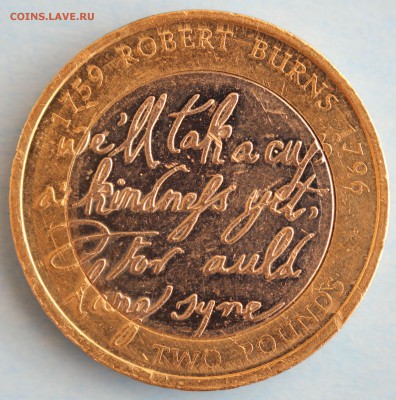 COINS.LAVE.RU
1759 ROBERT BURNS 1796
we'll tak a cup
a' kindness yet,
for auld
lang syne
TWO POUNDS